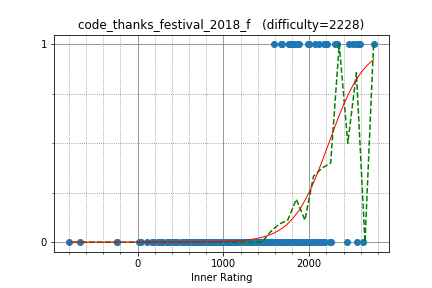 code_thanks_festival_2018_f (difficulty=2228)
1
0
0 1000 2000
Inner Rating